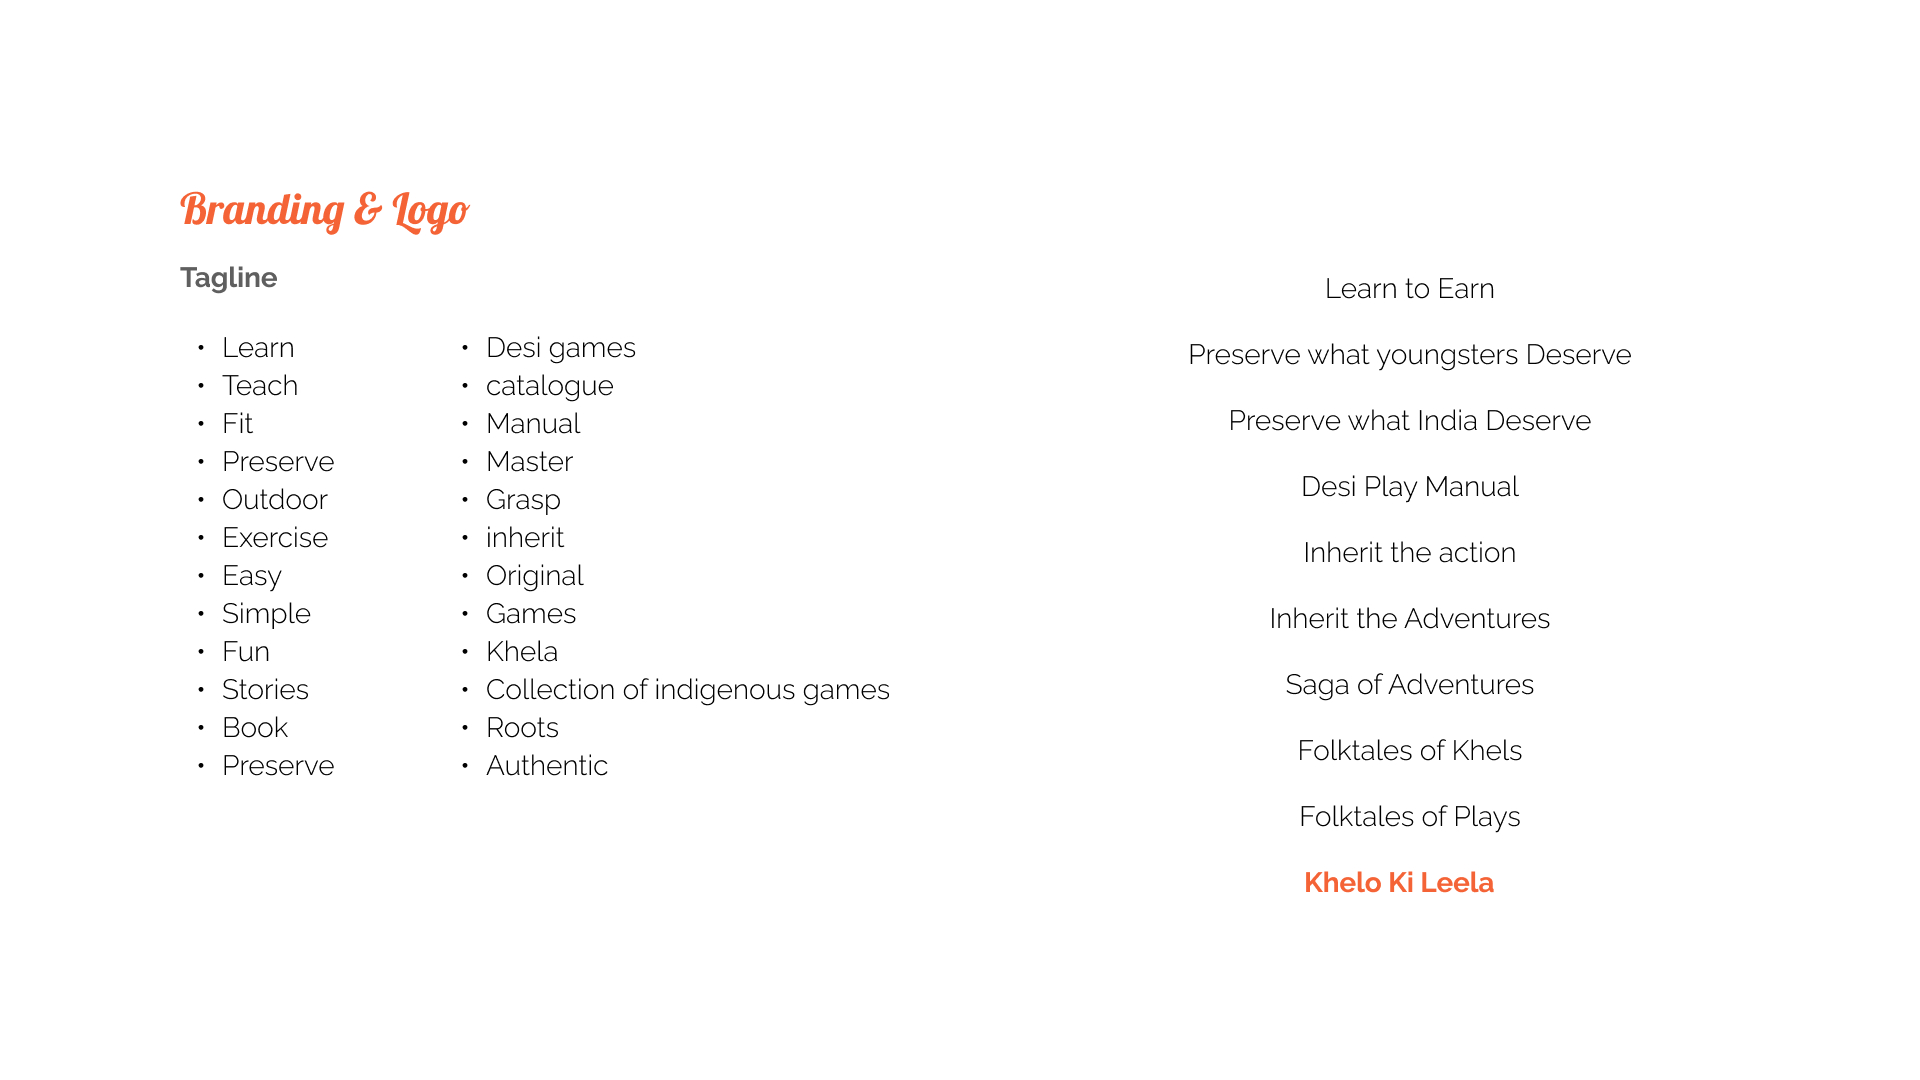 Branding & Logo
Tagline
• Learn
• Teach
• Fit
• Preserve
• Outdoor
• Exercise
• Easy
• Simple
• Fun
• Stories
• Book
• Preserve
• Desi games
• catalogue
• Manual
• Master
• Grasp
• inherit
• Original
• Games
• Khela
• Collection of indigenous games
• Roots
• Authentic
Learn to Earn
Preserve what youngsters Deserve
Preserve what India Deserve
Desi Play Manual
Inherit the action
Inherit the Adventures
Saga of Adventures
Folktales of Khels
Folktales of Plays
Khelo Ki Leela